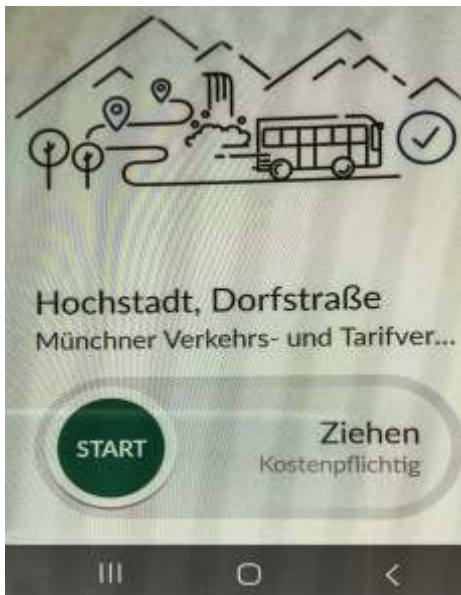 Hochstadt, Dorfstraße
Münchner Verkehrs- und Tarifver...
START
Ziehen
Kostenpflichtig